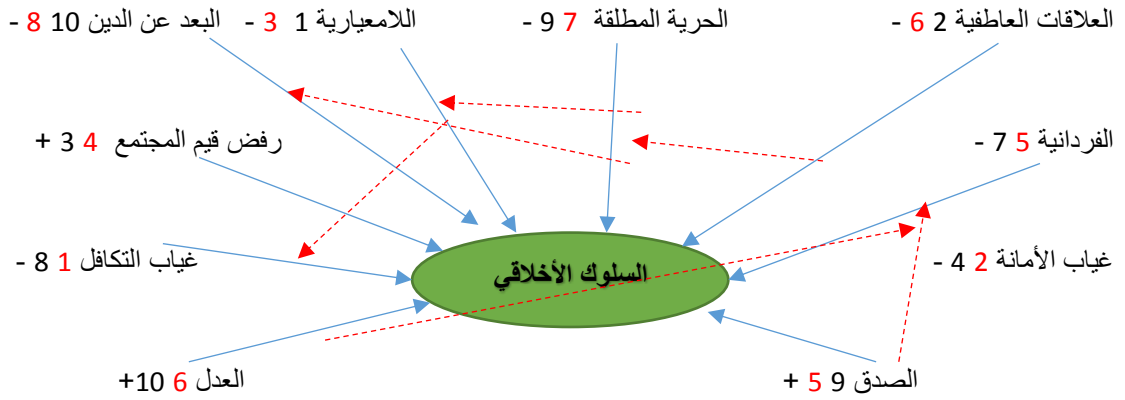 العلاقات العاطفية 2 6 -
الحرية المطلقة 7 9 -
اللامعيارية 1 3 -
البعد عن الدين 10 8 -
الفردانية 5 7 -
رفض قيم المجتمع 4 3 +
غياب الأمانة 2 4 -
السلوك الأخلاقي
غياب التكافل 1 8 -
الصدق 9 5 +
العدل 6 10+